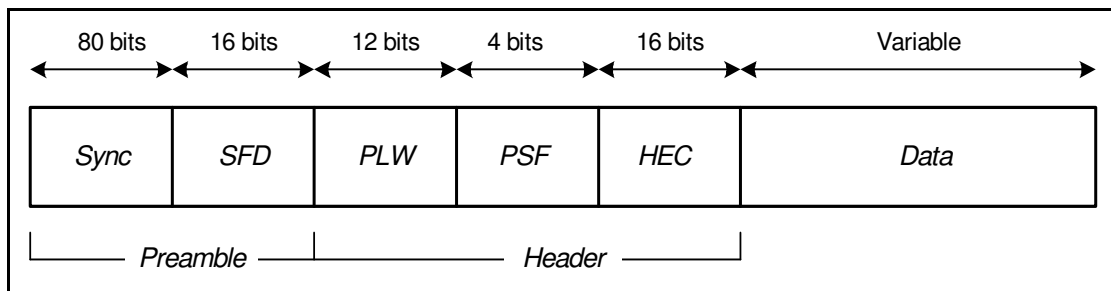 80 bits 16 bits 12 bits 4 bits 16 bits Variable
Sync SFD PLW PSF HEC Data
Preamble Header